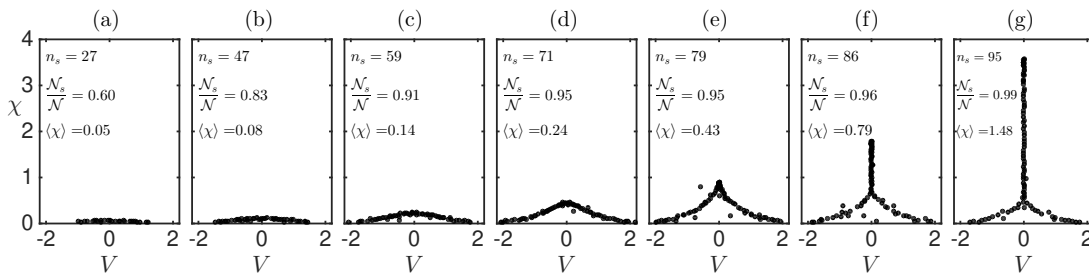 (a) (b) (c) (d) (e) (f) (g)
4
3
2
1
0
χ
n_s = 27
𝒩_s/𝒩 = 0.60
⟨χ⟩ =0.05
n_s = 47
𝒩_s/𝒩 = 0.83
⟨χ⟩ =0.08
n_s = 59
𝒩_s/𝒩 = 0.91
⟨χ⟩ =0.14
n_s = 71
𝒩_s/𝒩 = 0.95
⟨χ⟩ =0.24
n_s = 79
𝒩_s/𝒩 = 0.95
⟨χ⟩ =0.43
n_s = 86
𝒩_s/𝒩 = 0.96
⟨χ⟩ =0.79
n_s = 95
𝒩_s/𝒩 = 0.99
⟨χ⟩ =1.48
-2 0 2 -2 0 2 -2 0 2 -2 0 2 -2 0 2 -2 0 2 -2 0 2
V V V V V V V